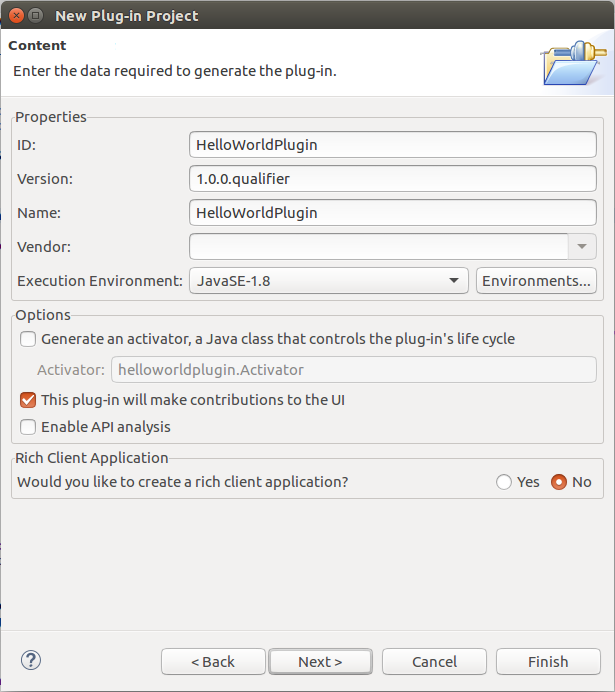 New Plug-in Project
Content
Enter the data required to generate the plug-in.
Properties
ID: HelloWorldPlugin
Version: 1.0.0.qualifier
Name: HelloWorldPlugin
Vendor:
Execution Environment: JavaSE-1.8 Environments...
Options
Generate an activator, a Java class that controls the plug-in's life cycle
Activator: helloworldplugin.Activator
This plug-in will make contributions to the UI
Enable API analysis
Rich Client Application
Would you like to create a rich client application? Yes No
? < Back Next > Cancel Finish